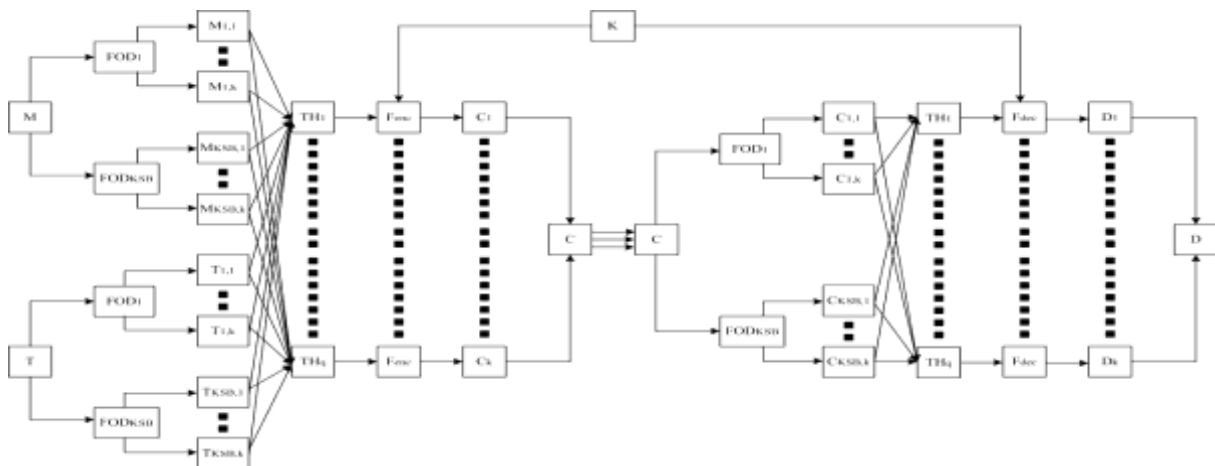 M
FOD1
FODKSB
M1,1
M1,k
MKSB,1
MKSB,k
T
FOD1
FODKSB
T1,1
T1,k
TKSB,1
TKSB,k
TH1
THq
K
Fenc
Fenc
C1
Ck
C
C
FOD1
FODKSB
C1,1
C1,k
CKSB,1
CKSB,k
TH1
THq
Fdec
Fdec
D1
Dk
D